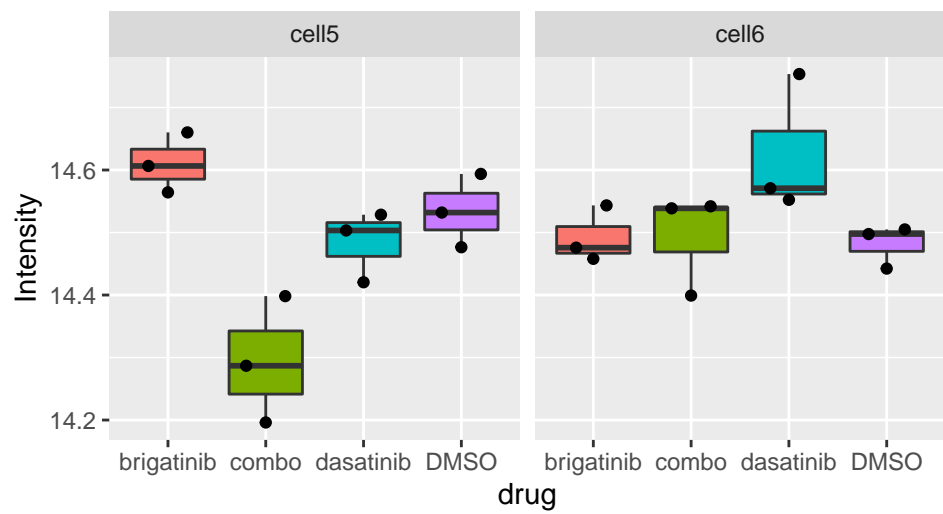 cell5 cell6
Intensity
14.6
14.4
14.2
brigatinib combo dasatinib DMSO brigatinib combo dasatinib DMSO
drug